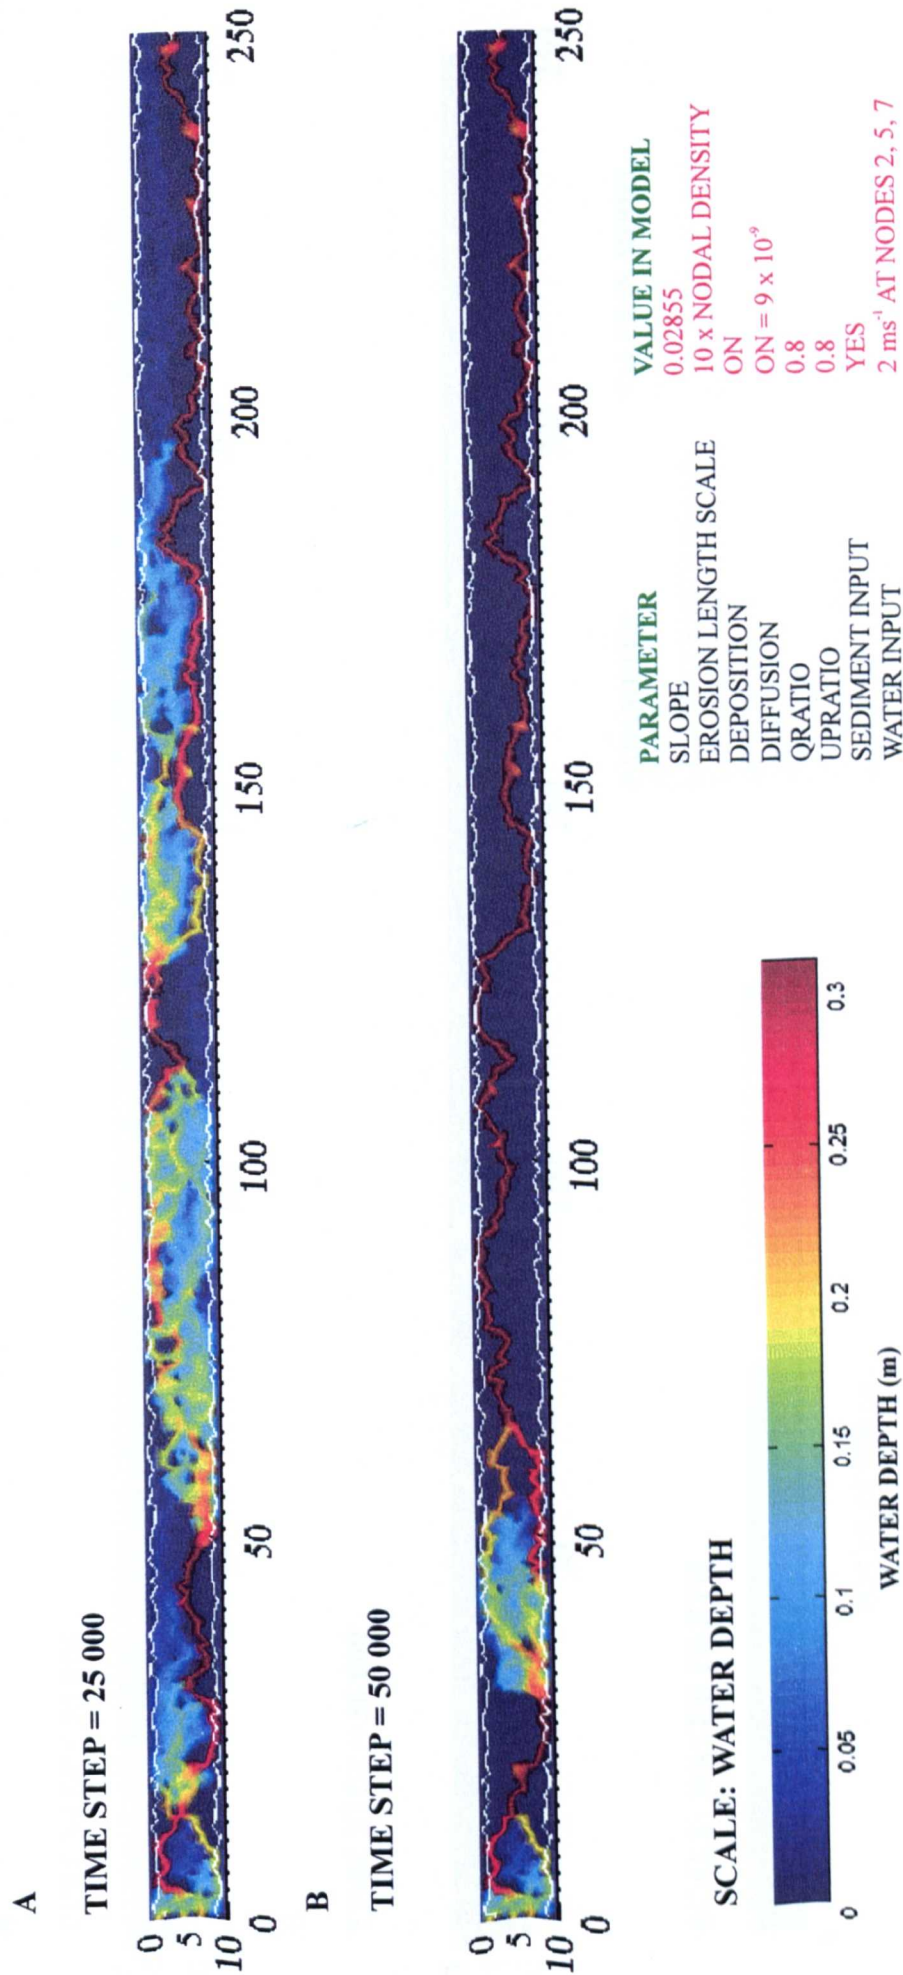 A
TIME STEP = 25 000
0
5
10
0 50 100 150 200 250
B
TIME STEP = 50 000
0
5
10
0 50 100 150 200 250
SCALE: WATER DEPTH
0 0.05 0.1 0.15 0.2 0.25 0.3
WATER DEPTH (m)
PARAMETER VALUE IN MODEL
SLOPE 0.02855
EROSION LENGTH SCALE 10 x NODAL DENSITY
DEPOSITION ON
DIFFUSION ON = 9 x 10⁻⁹
QRATIO 0.8
UPRATIO 0.8
SEDIMENT INPUT YES
WATER INPUT 2 ms⁻¹ AT NODES 2, 5, 7